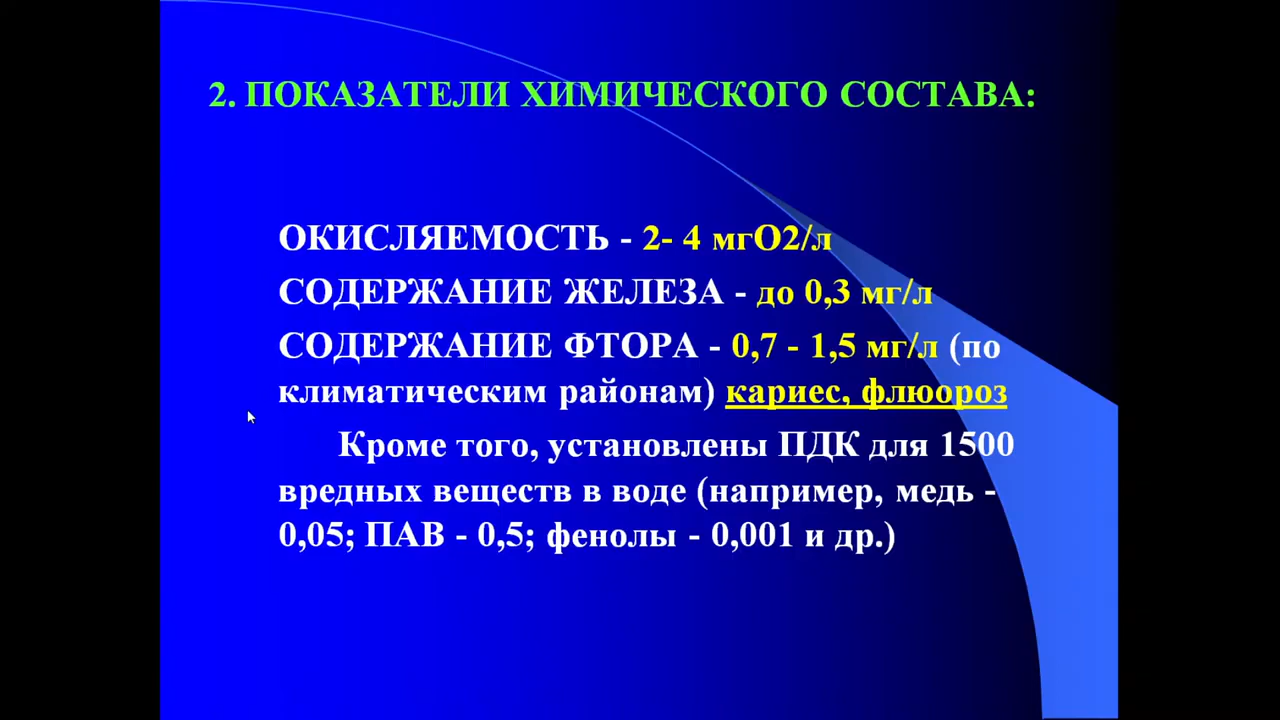 2. ПОКАЗАТЕЛИ ХИМИЧЕСКОГО СОСТАВА:
ОКИСЛЯЕМОСТЬ - 2- 4 мгО2/л
СОДЕРЖАНИЕ ЖЕЛЕЗА - до 0,3 мг/л
СОДЕРЖАНИЕ ФТОРА - 0,7 - 1,5 мг/л (по
климатическим районам) кариес, флюороз
Кроме того, установлены ПДК для 1500
вредных веществ в воде (например, медь -
0,05; ПАВ - 0,5; фенолы - 0,001 и др.)